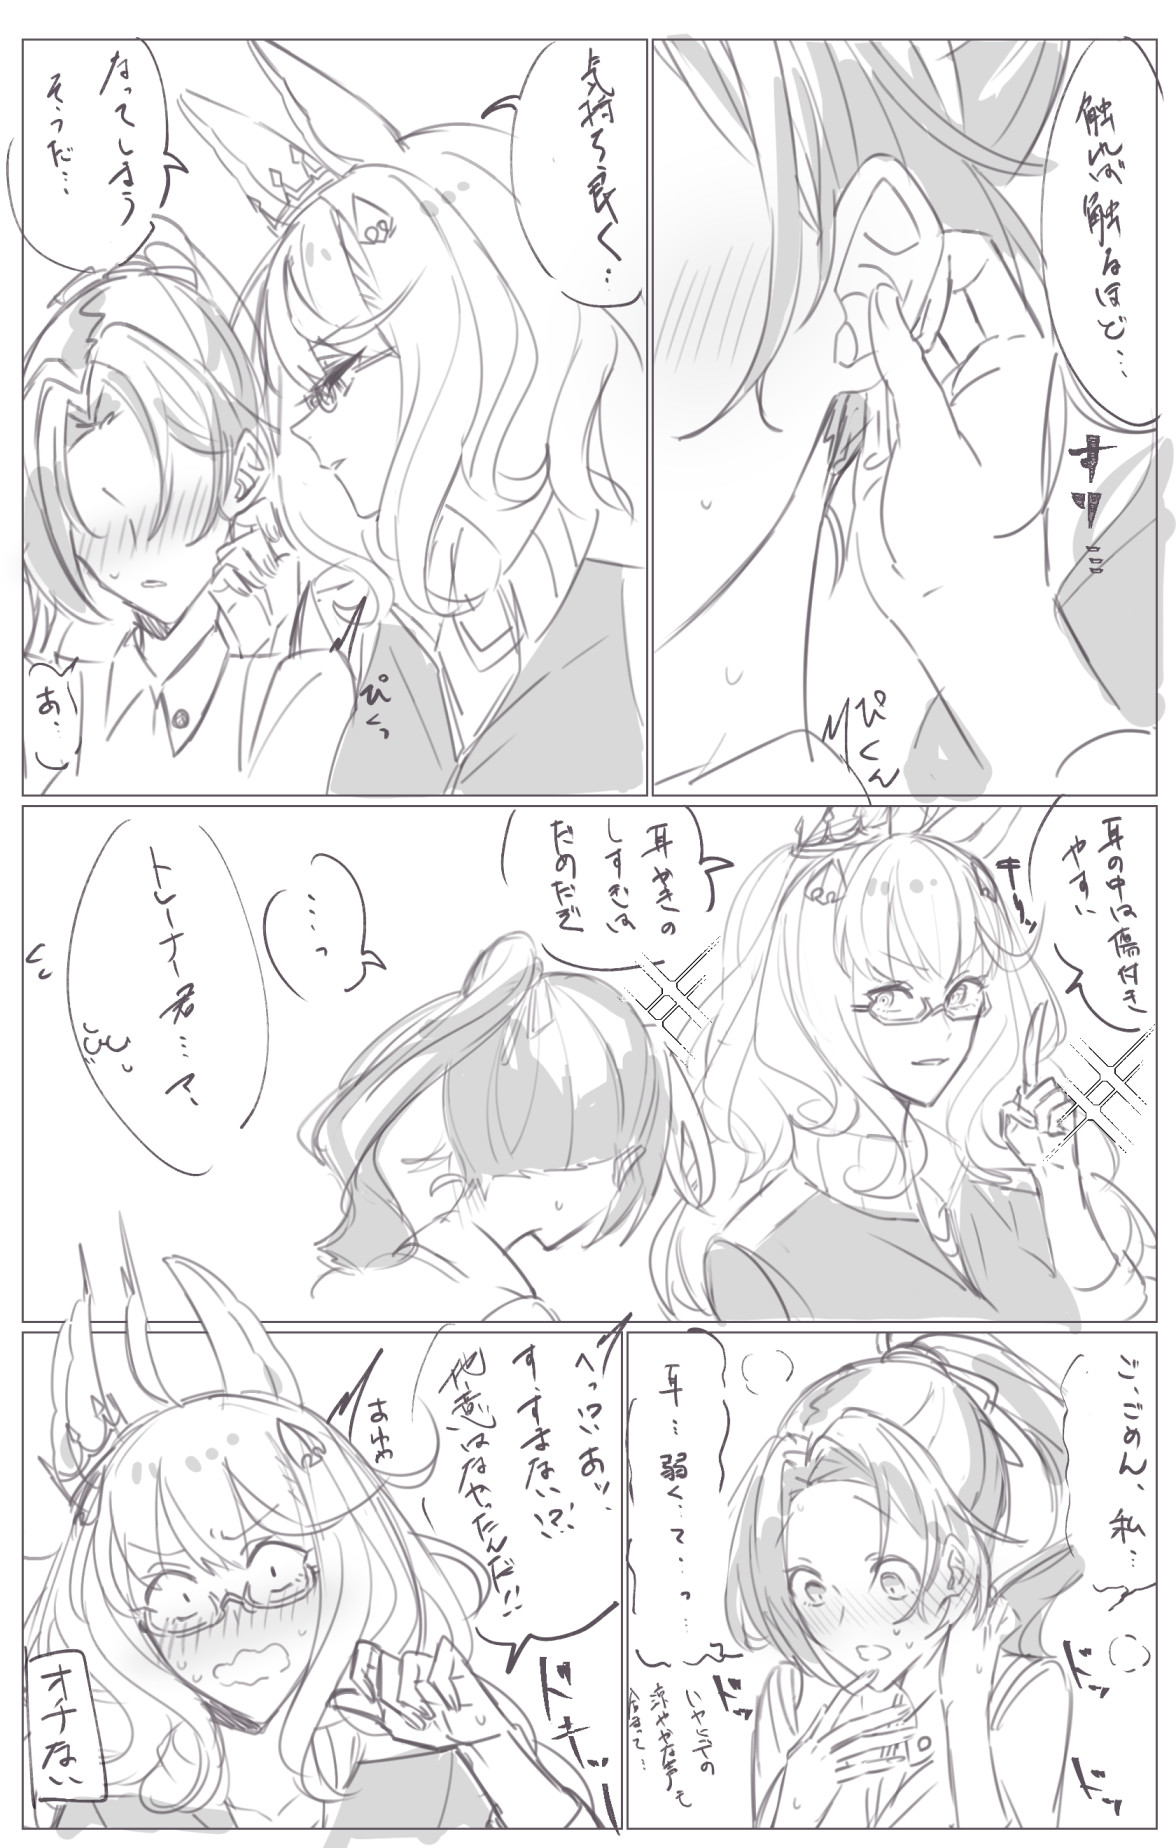 触れば触るほど…
すりっ…
ぴくん
気持ち良く…
なってしまう
そうだ…
ぴくっ
あ…
耳の中は傷付き
やすい
キリッ
耳かきの
しすぎは
だめだぞ
…っ
トレーナー君…?
ご、ごめん、私…
耳…弱く…て…っ…
ドッ
ドッ
ドッ
へっ!?あッ、
す、すまない!?
他意はなかったんだ!!
あわわ
ドキッ
オチない